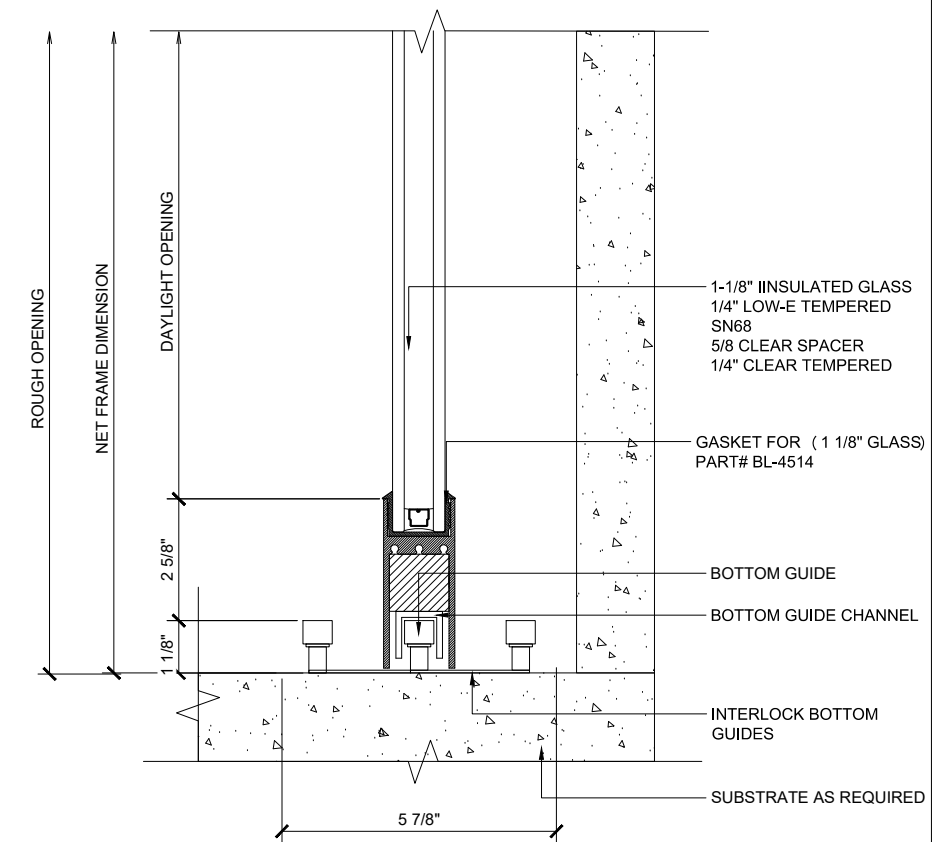 ROUGH OPENING
NET FRAME DIMENSION
DAYLIGHT OPENING
1-1/8" IINSULATED GLASS
1/4" LOW-E TEMPERED
SN68
5/8 CLEAR SPACER
1/4" CLEAR TEMPERED
GASKET FOR ( 1 1/8" GLASS)
PART# BL-4514
2 5/8"
BOTTOM GUIDE
BOTTOM GUIDE CHANNEL
1 1/8"
INTERLOCK BOTTOM
GUIDES
SUBSTRATE AS REQUIRED
5 7/8"